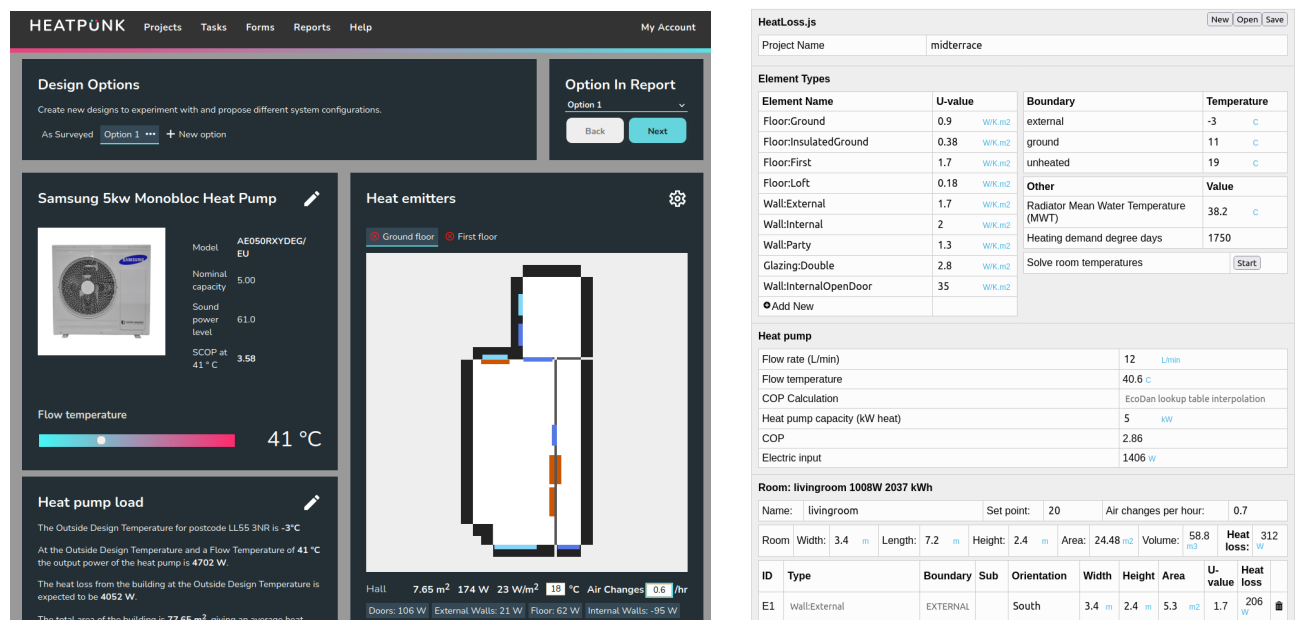 HEATPUNK Projects Tasks Forms Reports Help My Account
Design Options
Create new designs to experiment with and propose different system configurations.
As Surveyed Option 1 ••• + New option
Option In Report
Option 1
Back Next
Samsung 5kw Monobloc Heat Pump
SAMSUNG
Model AE050RXYDEG/
EU
Nominal
capacity 5.00
Sound
power
level 61.0
SCOP at
41 ° C 3.58
Flow temperature
41 °C
Heat pump load
The Outside Design Temperature for postcode LL55 3NR is -3°C
At the Outside Design Temperature and a Flow Temperature of 41 °C
the output power of the heat pump is 4702 W.
The heat loss from the building at the Outside Design Temperature is
expected to be 4052 W.
The total area of the building is 77.65 m², giving an average heat
Heat emitters
Ground floor First floor
Hall 7.65 m² 174 W 23 W/m² 18 °C Air Changes 0.6 /hr
Doors: 106 W External Walls: 21 W Floor: 62 W Internal Walls: -95 W
HeatLoss.js New Open Save
Project Name midterrace
Element Types
Element Name U-value
Floor:Ground 0.9 W/K.m2
Floor:InsulatedGround 0.38 W/K.m2
Floor:First 1.7 W/K.m2
Floor:Loft 0.18 W/K.m2
Wall:External 1.7 W/K.m2
Wall:Internal 2 W/K.m2
Wall:Party 1.3 W/K.m2
Glazing:Double 2.8 W/K.m2
Wall:InternalOpenDoor 35 W/K.m2
Add New
Boundary Temperature
external -3 C
ground 11 C
unheated 19 C
Other Value
Radiator Mean Water Temperature
(MWT) 38.2 C
Heating demand degree days 1750
Solve room temperatures Start
Heat pump
Flow rate (L/min) 12 L/min
Flow temperature 40.6 C
COP Calculation EcoDan lookup table interpolation
Heat pump capacity (kW heat) 5 kW
COP 2.86
Electric input 1406 W
Room: livingroom 1008W 2037 kWh
Name: livingroom Set point: 20 Air changes per hour: 0.7
Room Width: 3.4 m Length: 7.2 m Height: 2.4 m Area: 24.48 m2 Volume: 58.8 m3 Heat loss: 312 W
ID Type Boundary Sub Orientation Width Height Area U-value Heat loss
E1 Wall:External EXTERNAL South 3.4 m 2.4 m 5.3 m2 1.7 206 W